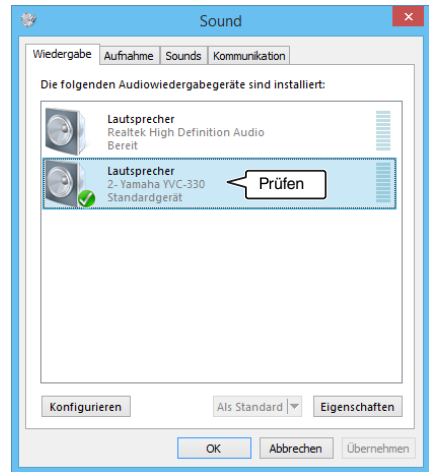 Sound
Wiedergabe Aufnahme Sounds Kommunikation
Die folgenden Audiowiedergabegeräte sind installiert:
Lautsprecher
Realtek High Definition Audio
Bereit
Lautsprecher
2- Yamaha YVC-330
Standardgerät
Prüfen
Konfigurieren Als Standard Eigenschaften
OK Abbrechen Übernehmen